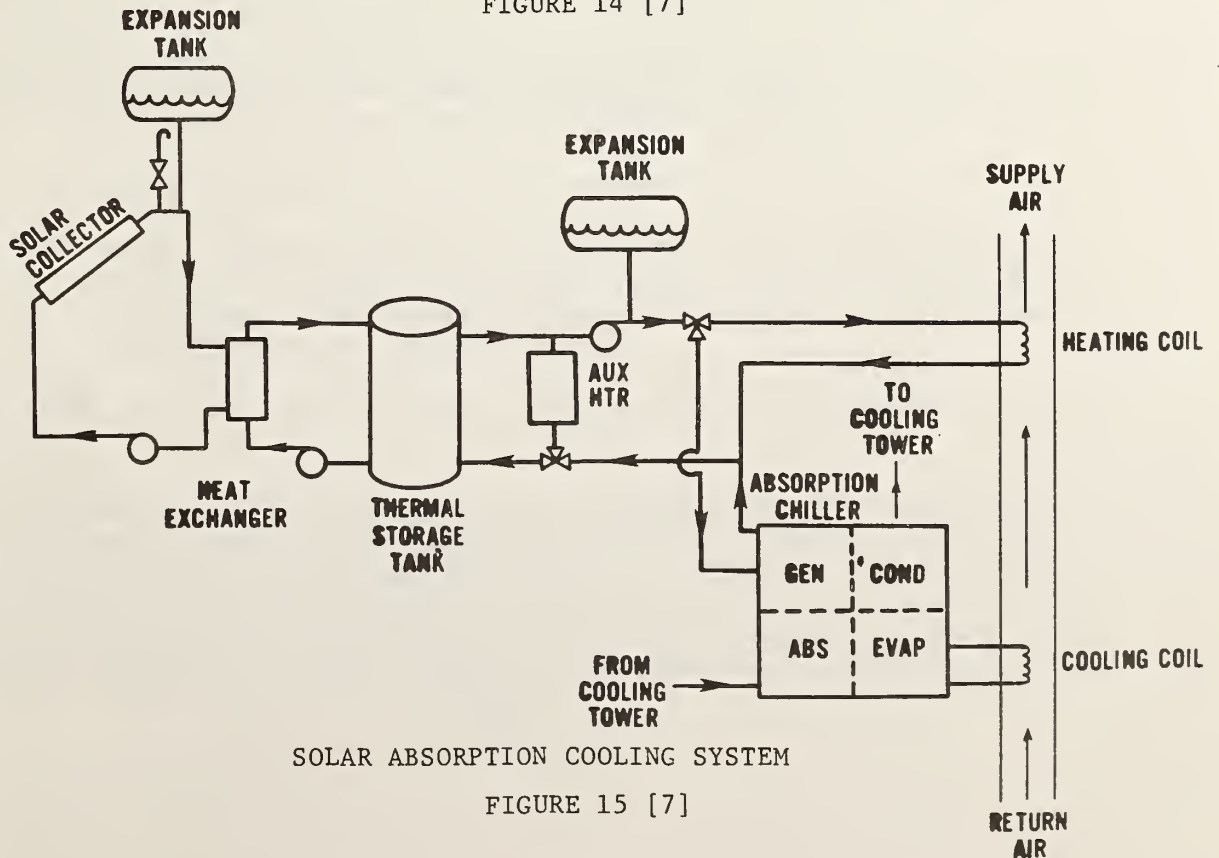 FIGURE 14 [7]
EXPANSION
TANK
EXPANSION
TANK
SUPPLY
AIR
SOLAR
COLLECTOR
HEATING COIL
AUX
HTR
TO
COOLING
TOWER
HEAT
EXCHANGER
THERMAL
STORAGE
TANK
ABSORPTION
CHILLER
GEN
COND
ABS
EVAP
COOLING COIL
FROM
COOLING
TOWER
SOLAR ABSORPTION COOLING SYSTEM
FIGURE 15 [7]
RETURN
AIR